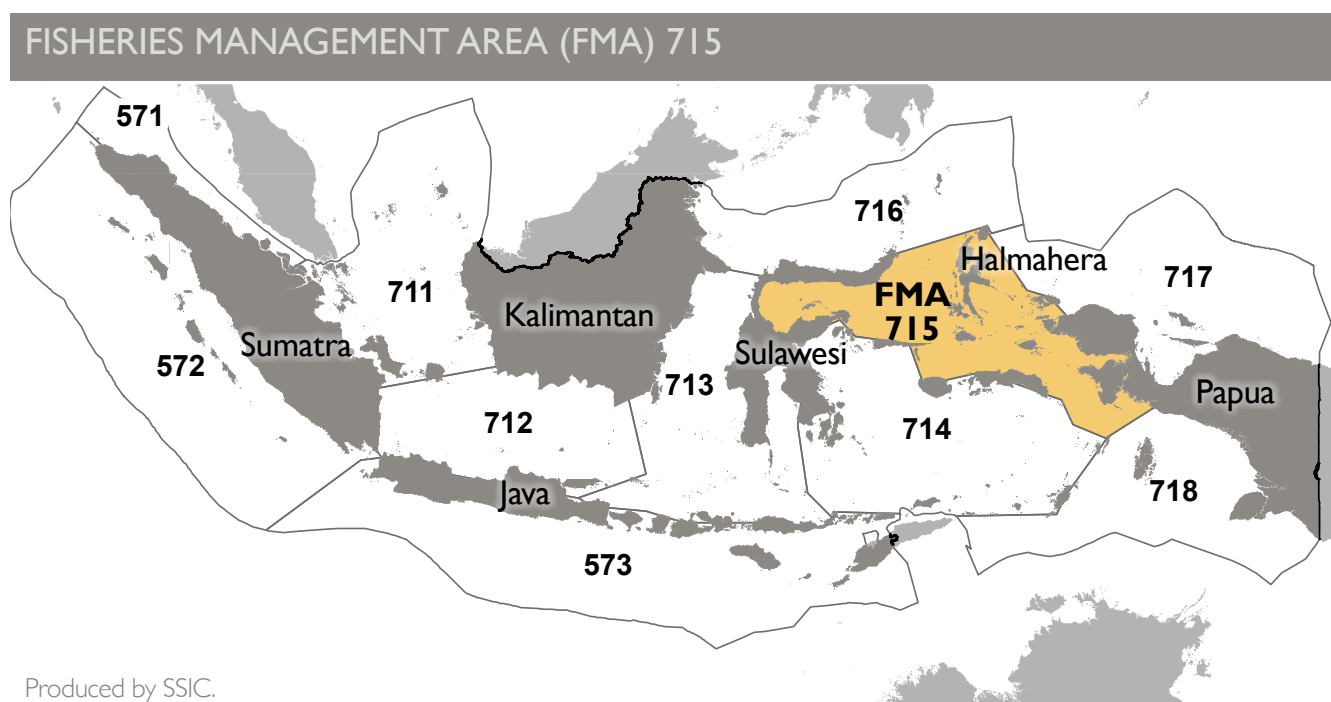 FISHERIES MANAGEMENT AREA (FMA) 715
571
716
Halmahera
717
711
FMA
715
Kalimantan
Sumatra
Sulawesi
572
713
Papua
712
714
Java
718
573
Produced by SSIC.